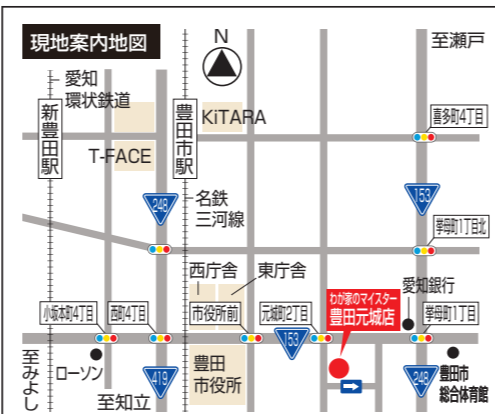 現地案内地図
N
至瀬戸
愛知
環状鉄道
新豊田駅
豊田市駅
KiTARA
喜多町4丁目
T-FACE
248
名鉄
三河線
153
挙母町1丁目北
西庁舎
東庁舎
わが家のマイスター
豊田元城店
愛知銀行
小坂本町4丁目
西町4丁目
市役所前
元城町2丁目
153
挙母町1丁目
至みよし
ローソン
至知立
419
豊田
市役所
248
豊田市
総合体育館